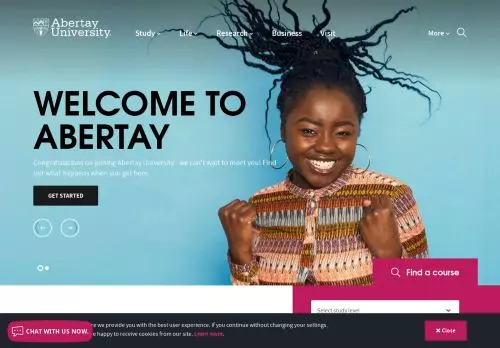 Abertay
University.
Study
Life
Research
Business
Visit
More
WELCOME TO
ABERTAY
Congratulations on joining Abertay University - we can't wait to meet you! Find
out what happens when you get here.
GET STARTED
Find a course
Select study level
CHAT WITH US NOW.
we provide you with the best user experience. If you continue without changing your settings,
happy to receive cookies from our site. Learn more.
Close